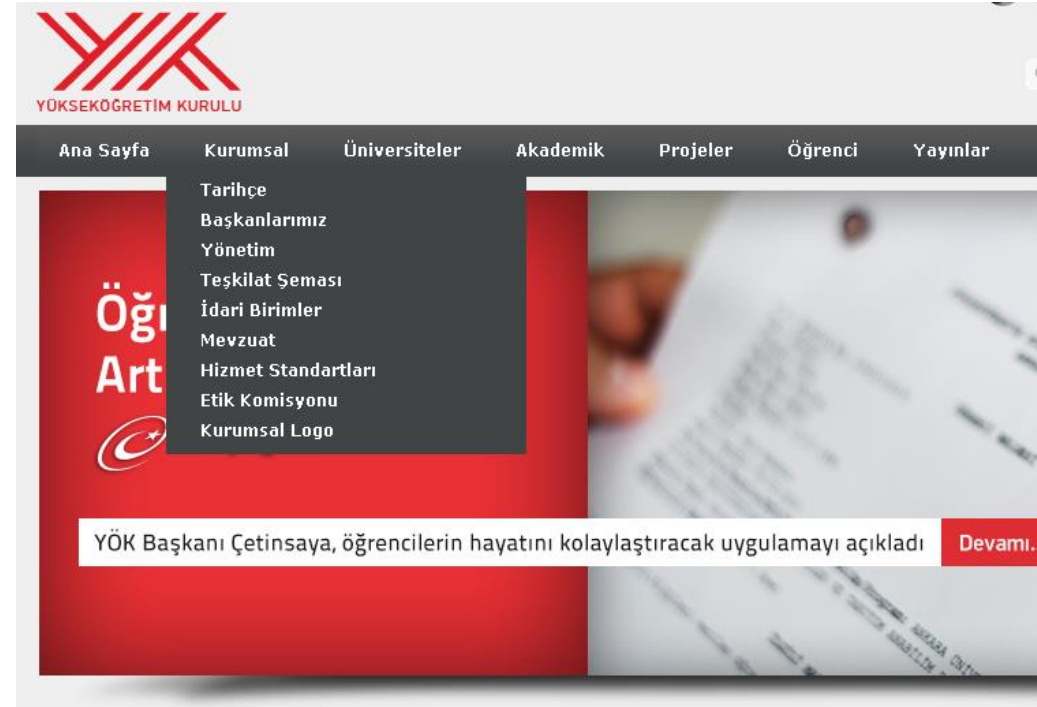 YÜKSEKÖĞRETİM KURULU
Ana Sayfa Kurumsal Üniversiteler Akademik Projeler Öğrenci Yayınlar
Tarihçe
Başkanlarımız
Yönetim
Teşkilat Şeması
İdari Birimler
Mevzuat
Hizmet Standartları
Etik Komisyonu
Kurumsal Logo
Öğ
Art
YÖK Başkanı Çetinsaya, öğrencilerin hayatını kolaylaştıracak uygulamayı açıkladı Devamı..